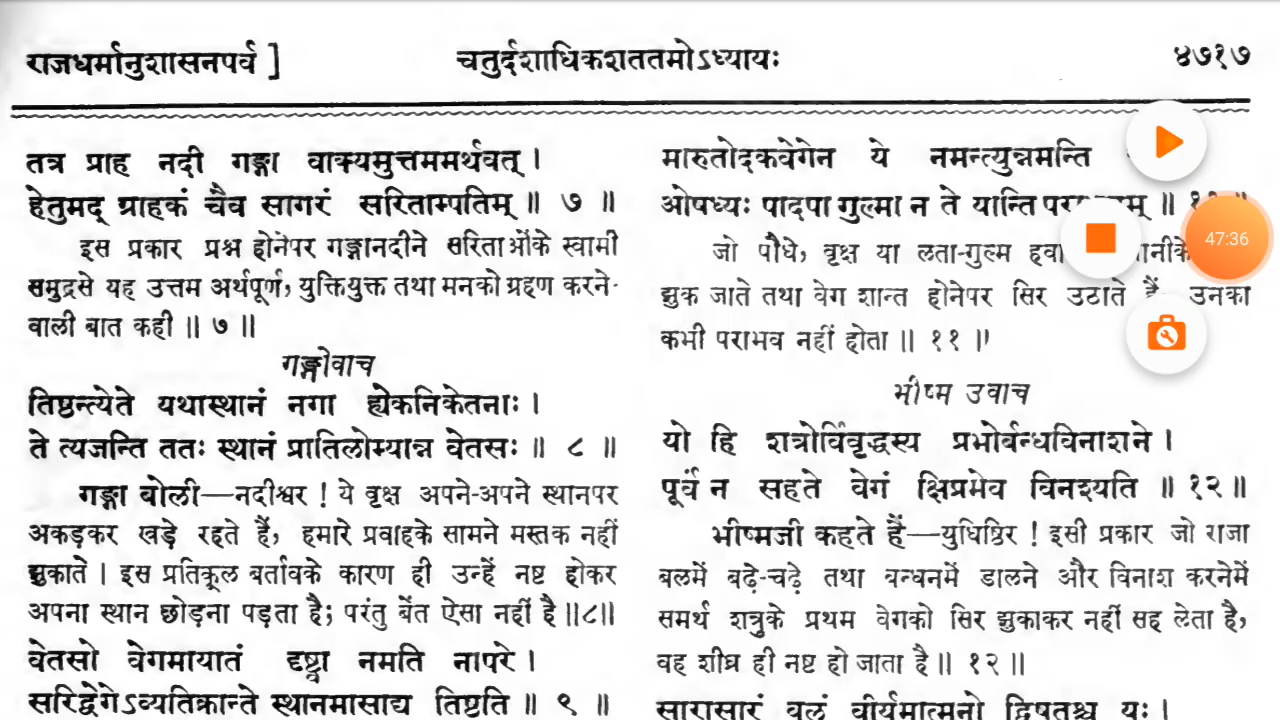 राजधर्मानुशासनपर्व ]
चतुर्दशाधिकशततमोऽध्यायः
४७१७
तत्र प्राह नदी गङ्गा वाक्यमुत्तममर्थवत् ।
हेतुमद् ग्राहकं चैव सागरं सरिताम्पतिम् ॥ ७ ॥
इस प्रकार प्रश्न होनेपर गङ्गानदीने सरिताओंके स्वामी
समुद्रसे यह उत्तम अर्थपूर्ण, युक्तियुक्त तथा मनको ग्रहण करने-
वाली बात कही ॥ ७ ॥
गङ्गोवाच
तिष्ठन्त्येते यथास्थानं नगा ह्येकनिकेतनाः ।
ते त्यजन्ति ततः स्थानं प्रातिलोम्यान्न वेतसः ॥ ८ ॥
गङ्गा बोली—नदीश्वर ! ये वृक्ष अपने-अपने स्थानपर
अकड़कर खड़े रहते हैं, हमारे प्रवाहके सामने मस्तक नहीं
झुकाते । इस प्रतिकूल बर्तावके कारण ही उन्हें नष्ट होकर
अपना स्थान छोड़ना पड़ता है; परंतु बेंत ऐसा नहीं है ॥८॥
वेतसो वेगमायातं दृष्ट्वा नमति नापरे ।
सरिद्वेगेऽव्यतिक्रान्ते स्थानमासाद्य तिष्ठति ॥ ९ ॥
मारुतोदकवेगेन ये नमन्त्युन्नमन्ति
ओषध्यः पादपा गुल्मा न ते यान्ति ॥
जो पौधे, वृक्ष या लता-गुल्म
झुक जाते तथा वेग शान्त होनेपर सिर उठाते हैं, उनका
कभी पराभव नहीं होता ॥ ११ ॥
भीष्म उवाच
यो हि शत्रोर्विवृद्धस्य प्रभोर्बन्धविनाशने ।
पूर्वं न सहते वेगं क्षिप्रमेव विनश्यति ॥ १२ ॥
भीष्मजी कहते हैं—युधिष्ठिर ! इसी प्रकार जो राजा
बलमें बढ़े-चढ़े तथा बन्धनमें डालने और विनाश करनेमें
समर्थ शत्रुके प्रथम वेगको सिर झुकाकर नहीं सह लेता है,
वह शीघ्र ही नष्ट हो जाता है ॥ १२ ॥
सारासारं बलं वीर्यमात्मनो द्विषतश्च यः ।
47:36